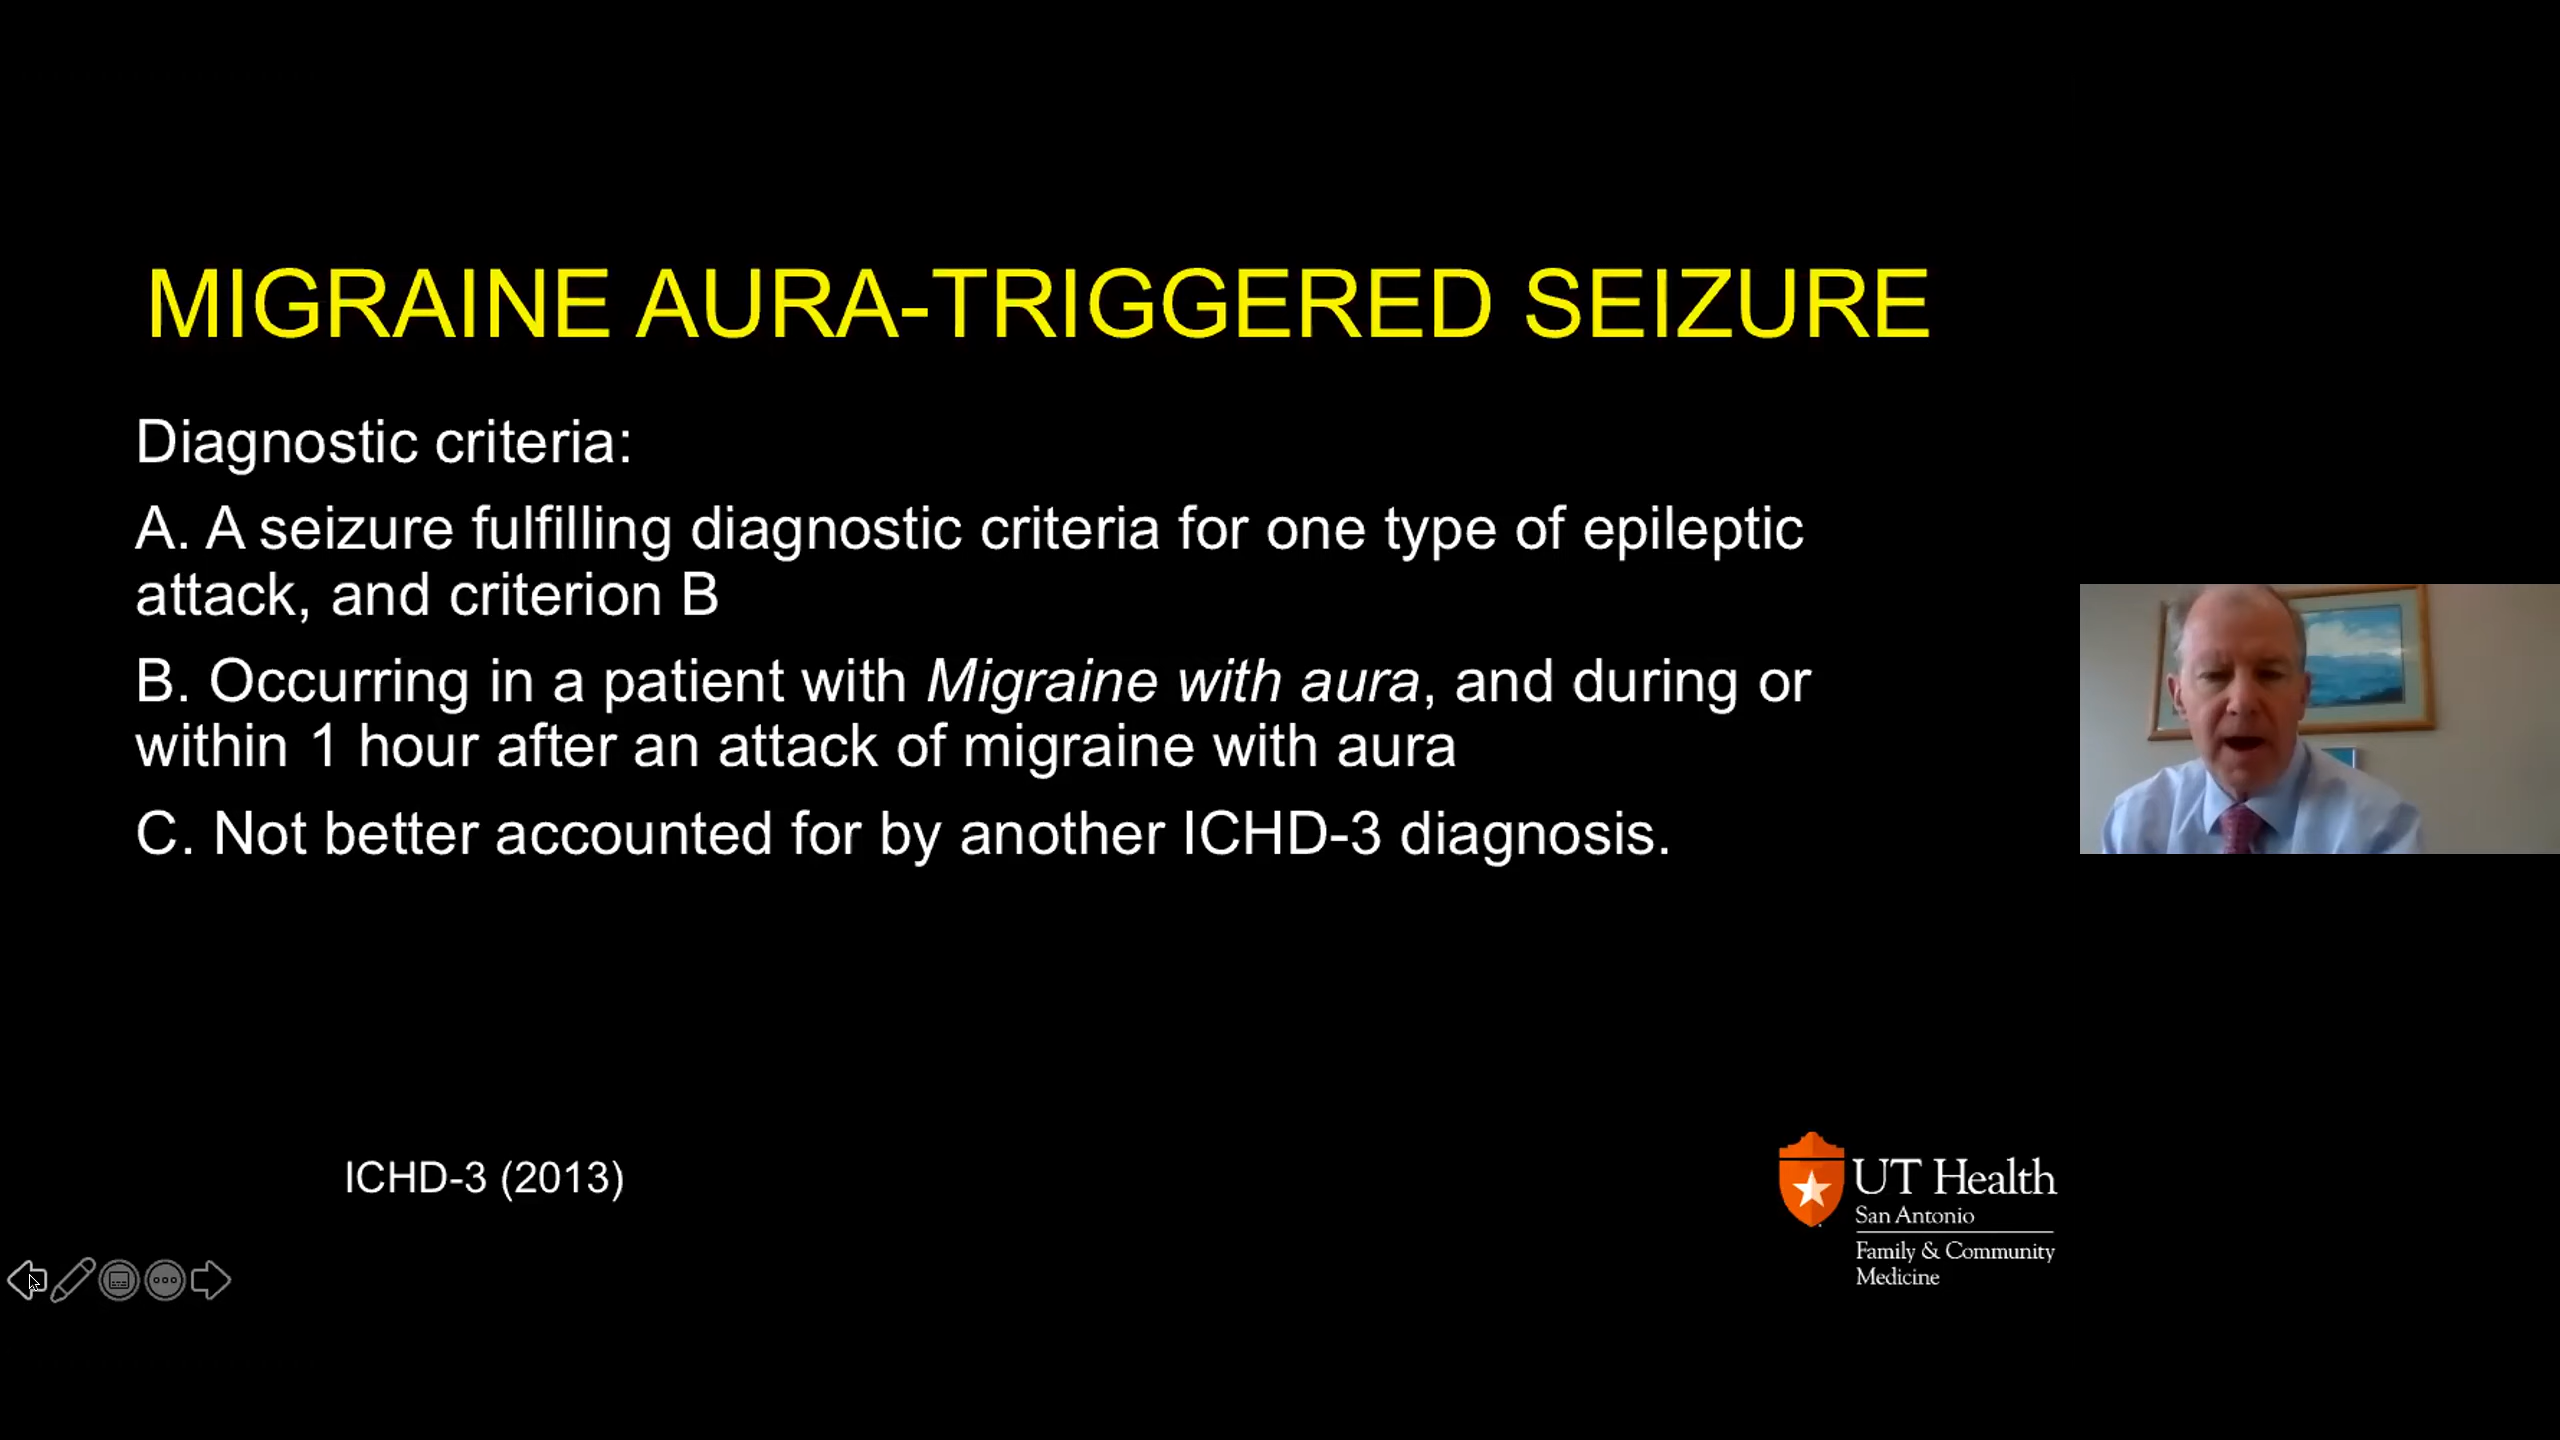 MIGRAINE AURA-TRIGGERED SEIZURE
Diagnostic criteria:
A. A seizure fulfilling diagnostic criteria for one type of epileptic
attack, and criterion B
B. Occurring in a patient with Migraine with aura, and during or
within 1 hour after an attack of migraine with aura
C. Not better accounted for by another ICHD-3 diagnosis.
ICHD-3 (2013)
UT Health
San Antonio
Family & Community
Medicine